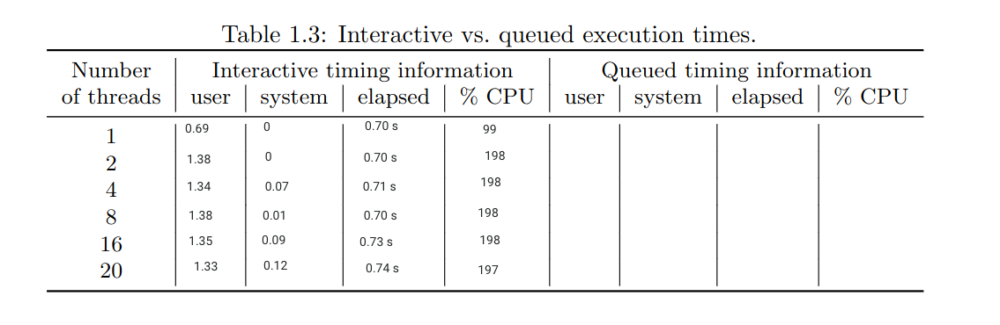 Table 1.3: Interactive vs. queued execution times.
Number Interactive timing information Queued timing information
of threads user system elapsed % CPU user system elapsed % CPU
1 0.69 0 0.70 s 99
2 1.38 0 0.70 s 198
4 1.34 0.07 0.71 s 198
8 1.38 0.01 0.70 s 198
16 1.35 0.09 0.73 s 198
20 1.33 0.12 0.74 s 197